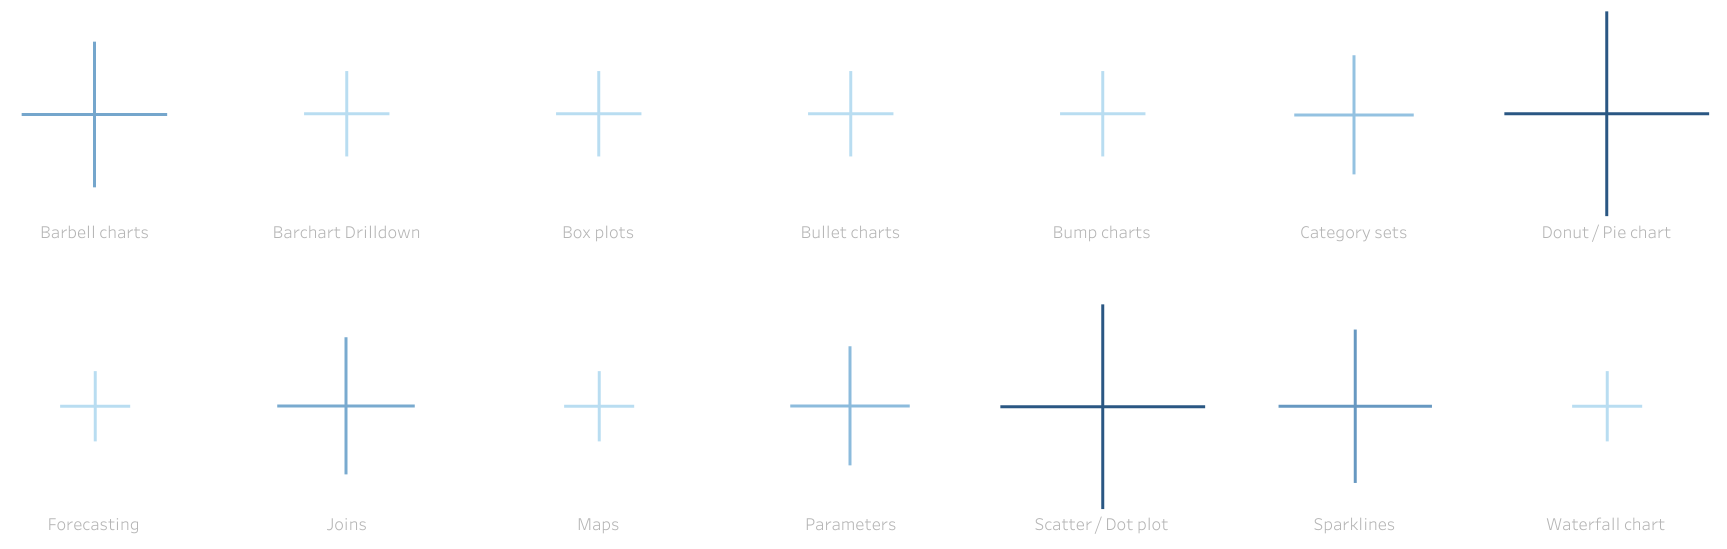 Barbell charts
Barchart Drilldown
Box plots
Bullet charts
Bump charts
Category sets
Donut / Pie chart
Forecasting
Joins
Maps
Parameters
Scatter / Dot plot
Sparklines
Waterfall chart